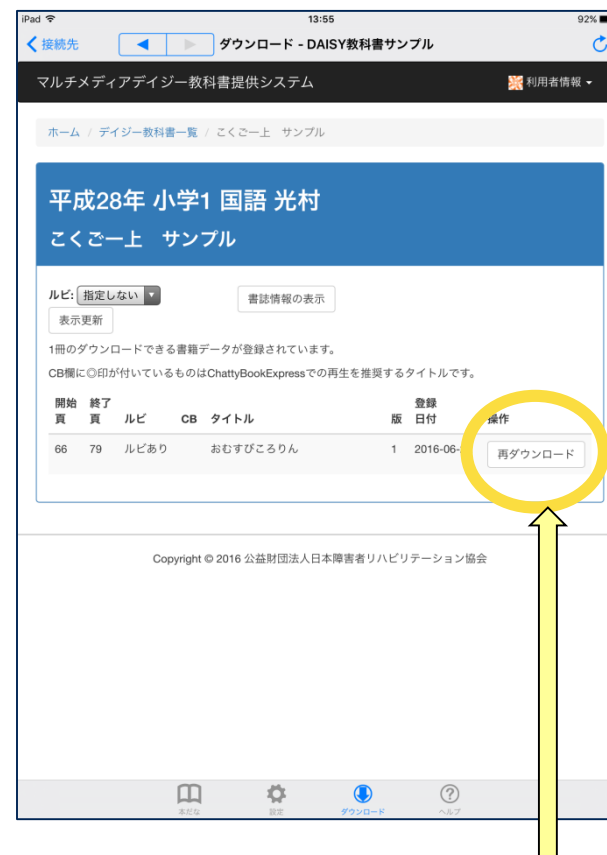 iPad 13:55 92%
接続先 ダウンロード - DAISY教科書サンプル
マルチメディアデイジー教科書提供システム 利用者情報
ホーム / デイジー教科書一覧 / こくご一上 サンプル
平成28年 小学1 国語 光村
こくご一上 サンプル
ルビ: 指定しない 書誌情報の表示
表示更新
1冊のダウンロードできる書籍データが登録されています。
CB欄に◎印が付いているものはChattyBookExpressでの再生を推奨するタイトルです。
開始頁 終了頁 ルビ CB タイトル 版 登録日付 操作
66 79 ルビあり おむすびころりん 1 2016-06- 再ダウンロード
Copyright © 2016 公益財団法人日本障害者リハビリテーション協会
本だな 設定 ダウンロード ヘルプ